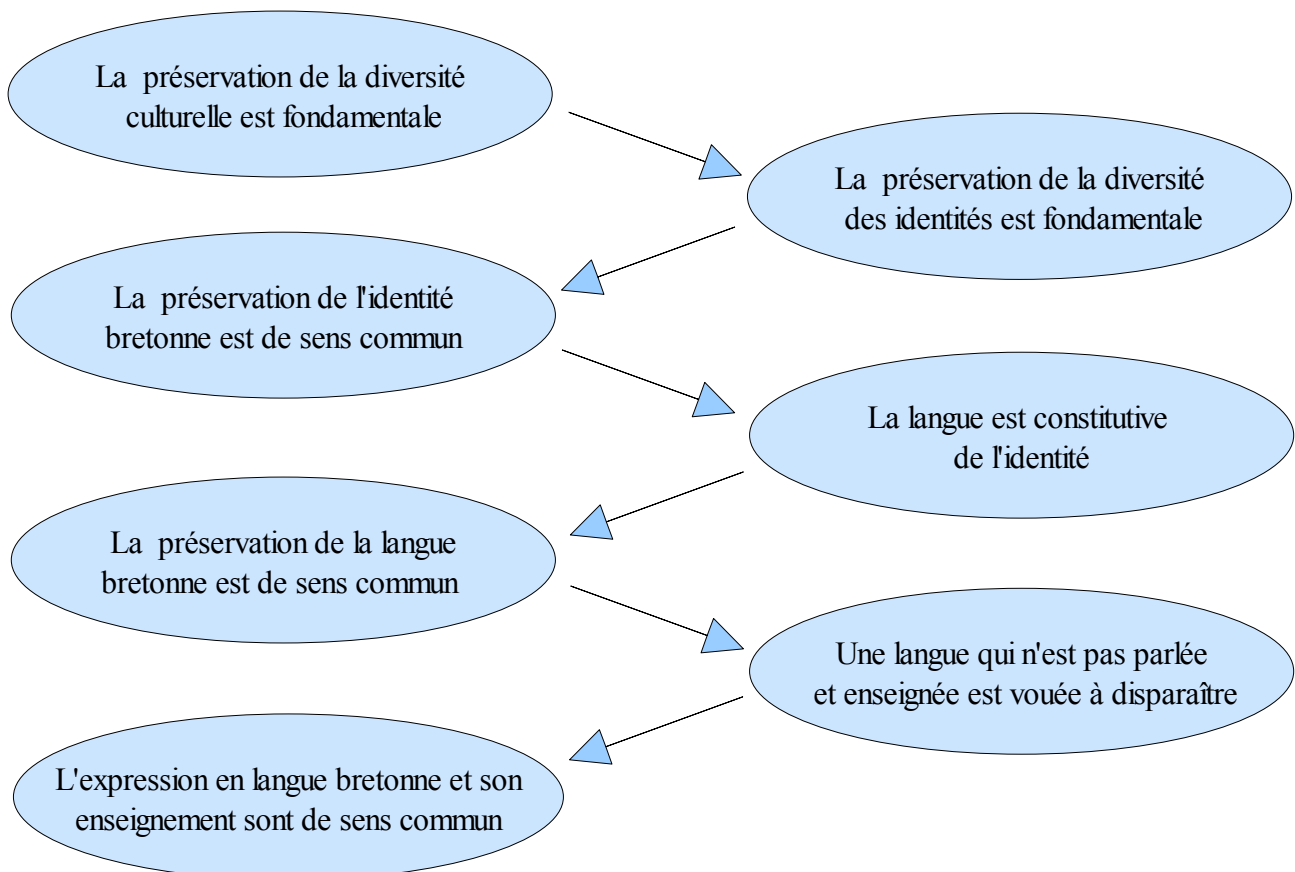 La préservation de la diversité
culturelle est fondamentale
La préservation de la diversité
des identités est fondamentale
La préservation de l'identité
bretonne est de sens commun
La langue est constitutive
de l'identité
La préservation de la langue
bretonne est de sens commun
Une langue qui n'est pas parlée
et enseignée est vouée à disparaître
L'expression en langue bretonne et son
enseignement sont de sens commun